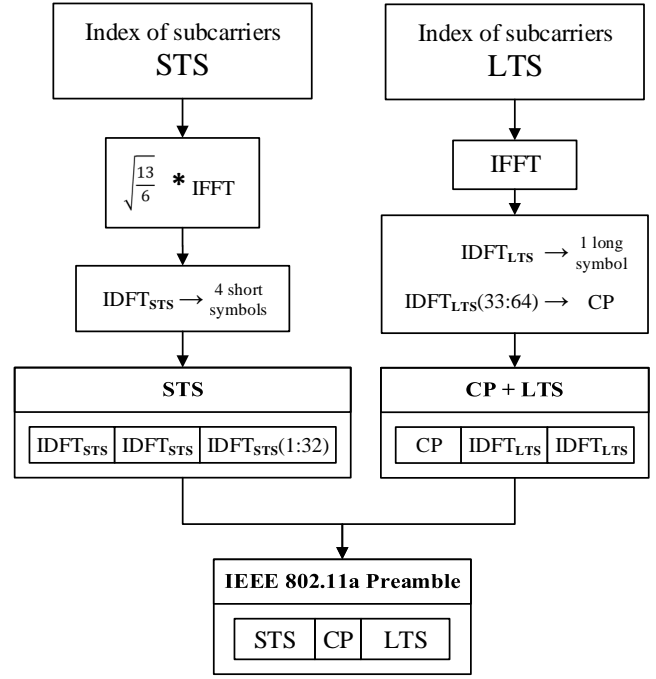 Index of subcarriers
STS
√13/6 * IFFT
IDFT_STS → 4 short
symbols
STS
IDFT_STS IDFT_STS IDFT_STS(1:32)
Index of subcarriers
LTS
IFFT
IDFT_LTS → 1 long
symbol
IDFT_LTS(33:64) → CP
CP + LTS
CP IDFT_LTS IDFT_LTS
IEEE 802.11a Preamble
STS CP LTS